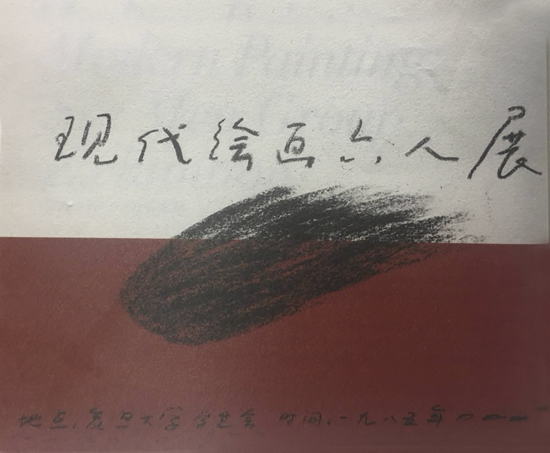 现代绘画六人展
地点:复旦大学学生会 时间:一九八五年